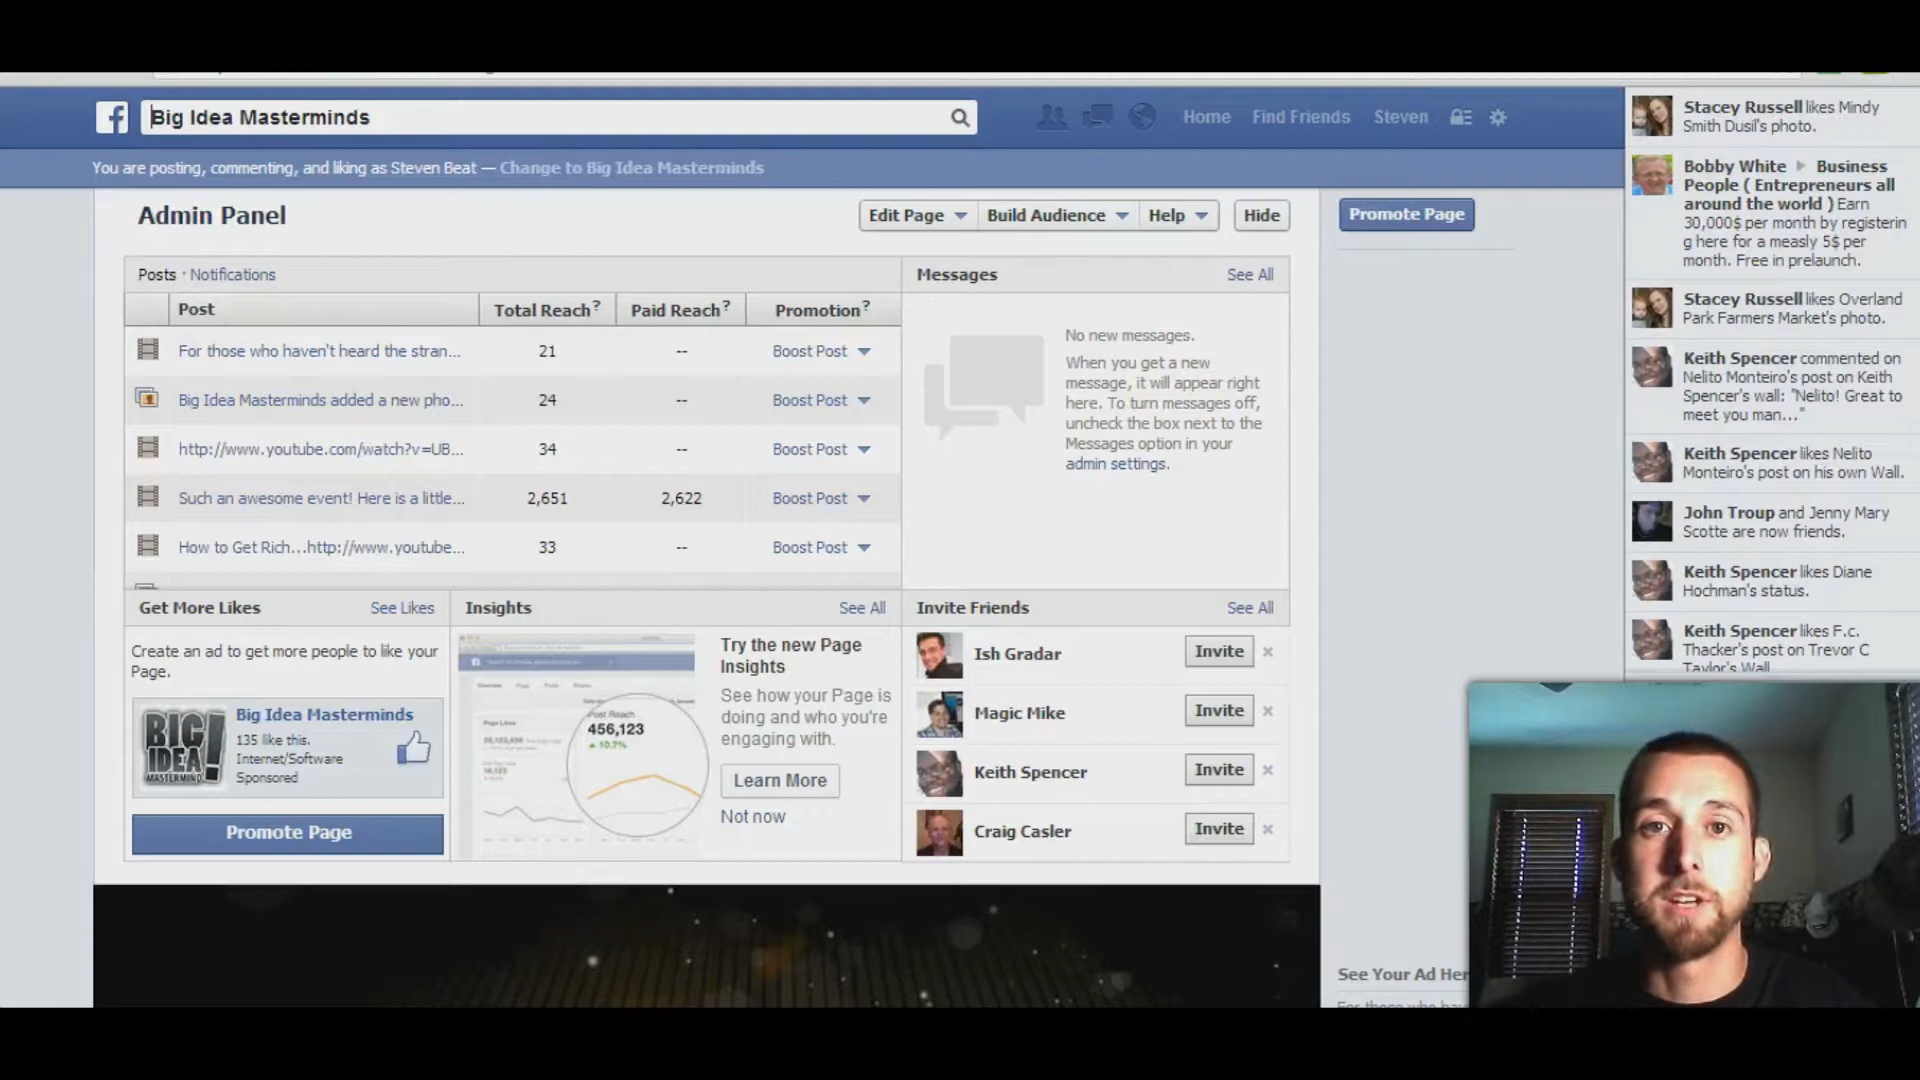 Big Idea Masterminds
Home
Find Friends
Steven
You are posting, commenting, and liking as Steven Beat — Change to Big Idea Masterminds
Admin Panel
Edit Page
Build Audience
Help
Hide
Promote Page
Posts · Notifications
Post
Total Reach?
Paid Reach?
Promotion?
For those who haven't heard the stran...
21
--
Boost Post
Big Idea Masterminds added a new pho...
24
--
Boost Post
http://www.youtube.com/watch?v=UB...
34
--
Boost Post
Such an awesome event! Here is a little...
2,651
2,622
Boost Post
How to Get Rich...http://www.youtube...
33
--
Boost Post
Messages
See All
No new messages.
When you get a new
message, it will appear right
here. To turn messages off,
uncheck the box next to the
Messages option in your
admin settings.
Get More Likes
See Likes
Create an ad to get more people to like your
Page.
BIG
IDEA
MASTERMIND
Big Idea Masterminds
135 like this.
Internet/Software
Sponsored
Promote Page
Insights
See All
Post Reach
456,123
10.7%
Try the new Page
Insights
See how your Page is
doing and who you're
engaging with.
Learn More
Not now
Invite Friends
See All
Ish Gradar
Invite
Magic Mike
Invite
Keith Spencer
Invite
Craig Casler
Invite
Stacey Russell likes Mindy
Smith Dusil's photo.
Bobby White ▶ Business
People ( Entrepreneurs all
around the world ) Earn
30,000$ per month by registerin
g here for a measly 5$ per
month. Free in prelaunch.
Stacey Russell likes Overland
Park Farmers Market's photo.
Keith Spencer commented on
Nelito Monteiro's post on Keith
Spencer's wall: "Nelito! Great to
meet you man..."
Keith Spencer likes Nelito
Monteiro's post on his own Wall.
John Troup and Jenny Mary
Scotte are now friends.
Keith Spencer likes Diane
Hochman's status.
Keith Spencer likes F.c.
Thacker's post on Trevor C
Taylor's Wall
See Your Ad Her